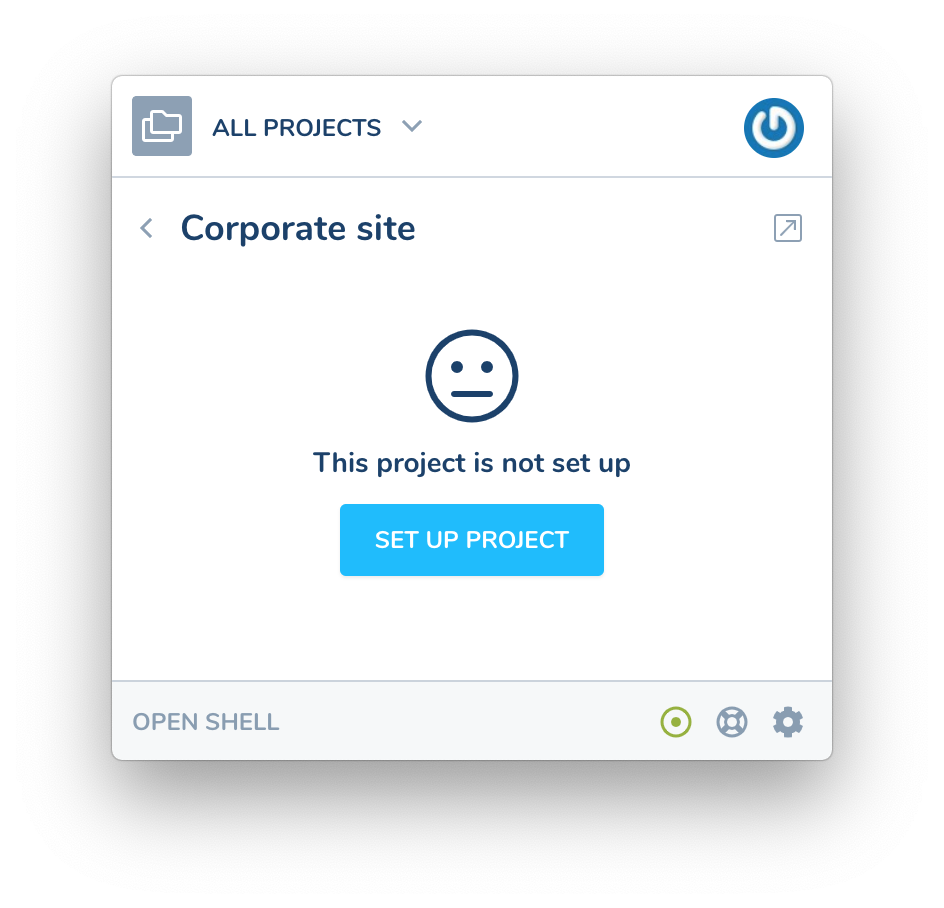 ALL PROJECTS
Corporate site
This project is not set up
SET UP PROJECT
OPEN SHELL